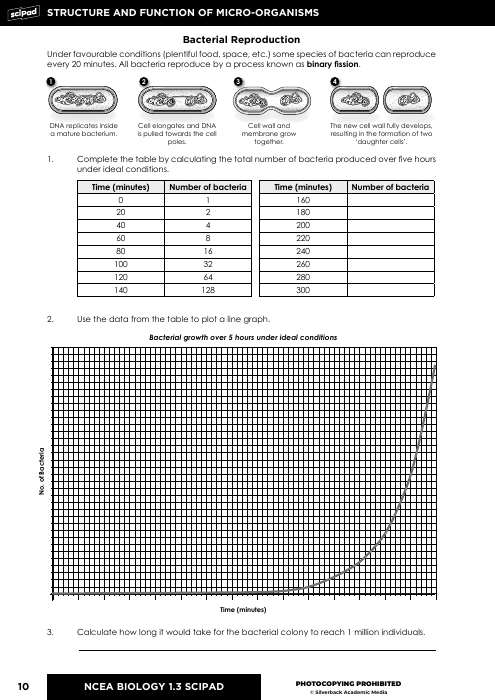 scipad STRUCTURE AND FUNCTION OF MICRO-ORGANISMS
Bacterial Reproduction
Under favourable conditions (plentiful food, space, etc.) some species of bacteria can reproduce
every 20 minutes. All bacteria reproduce by a process known as binary fission.
1 2 3 4
DNA replicates inside
a mature bacterium.
Cell elongates and DNA
is pulled towards the cell
poles.
Cell wall and
membrane grow
together.
The new cell wall fully develops,
resulting in the formation of two
'daughter cells'.
1. Complete the table by calculating the total number of bacteria produced over five hours
under ideal conditions.
Time (minutes) Number of bacteria Time (minutes) Number of bacteria
0 1 160
20 2 180
40 4 200
60 8 220
80 16 240
100 32 260
120 64 280
140 128 300
2. Use the data from the table to plot a line graph.
Bacterial growth over 5 hours under ideal conditions
No. of Bacteria
Time (minutes)
3. Calculate how long it would take for the bacterial colony to reach 1 million individuals.
10 NCEA BIOLOGY 1.3 SCIPAD
PHOTOCOPYING PROHIBITED
© Silverback Academic Media